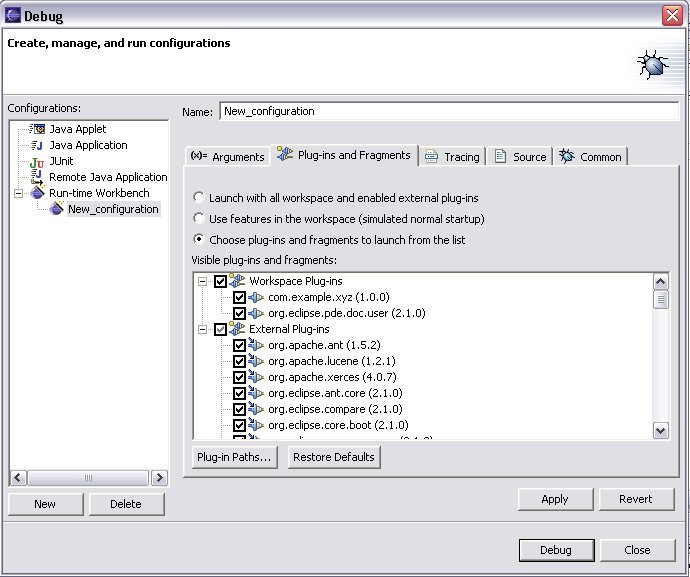 Debug
Create, manage, and run configurations
Configurations:
Java Applet
Java Application
JUnit
Remote Java Application
Run-time Workbench
New_configuration
Name: New_configuration
(x)= Arguments Plug-ins and Fragments Tracing Source Common
Launch with all workspace and enabled external plug-ins
Use features in the workspace (simulated normal startup)
Choose plug-ins and fragments to launch from the list
Visible plug-ins and fragments:
Workspace Plug-ins
com.example.xyz (1.0.0)
org.eclipse.pde.doc.user (2.1.0)
External Plug-ins
org.apache.ant (1.5.2)
org.apache.lucene (1.2.1)
org.apache.xerces (4.0.7)
org.eclipse.ant.core (2.1.0)
org.eclipse.compare (2.1.0)
org.eclipse.core.boot (2.1.0)
Plug-in Paths... Restore Defaults
New Delete
Apply Revert
Debug Close